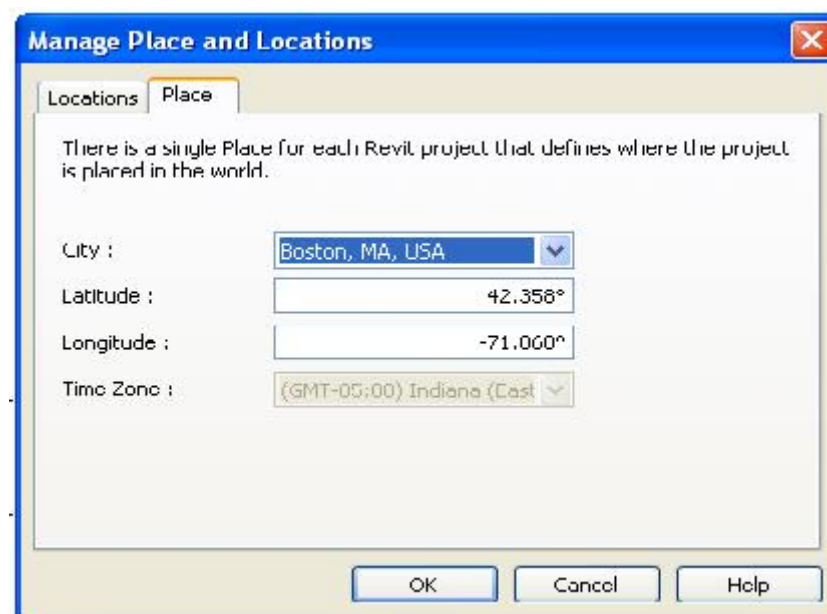 Manage Place and Locations
Locations Place
There is a single Place for each Revit project that defines where the project
is placed in the world.
City : Boston, MA, USA
Latitude : 42.358°
Longitude : -71.060°
Time Zone : (GMT-05:00) Indiana (East
OK Cancel Help